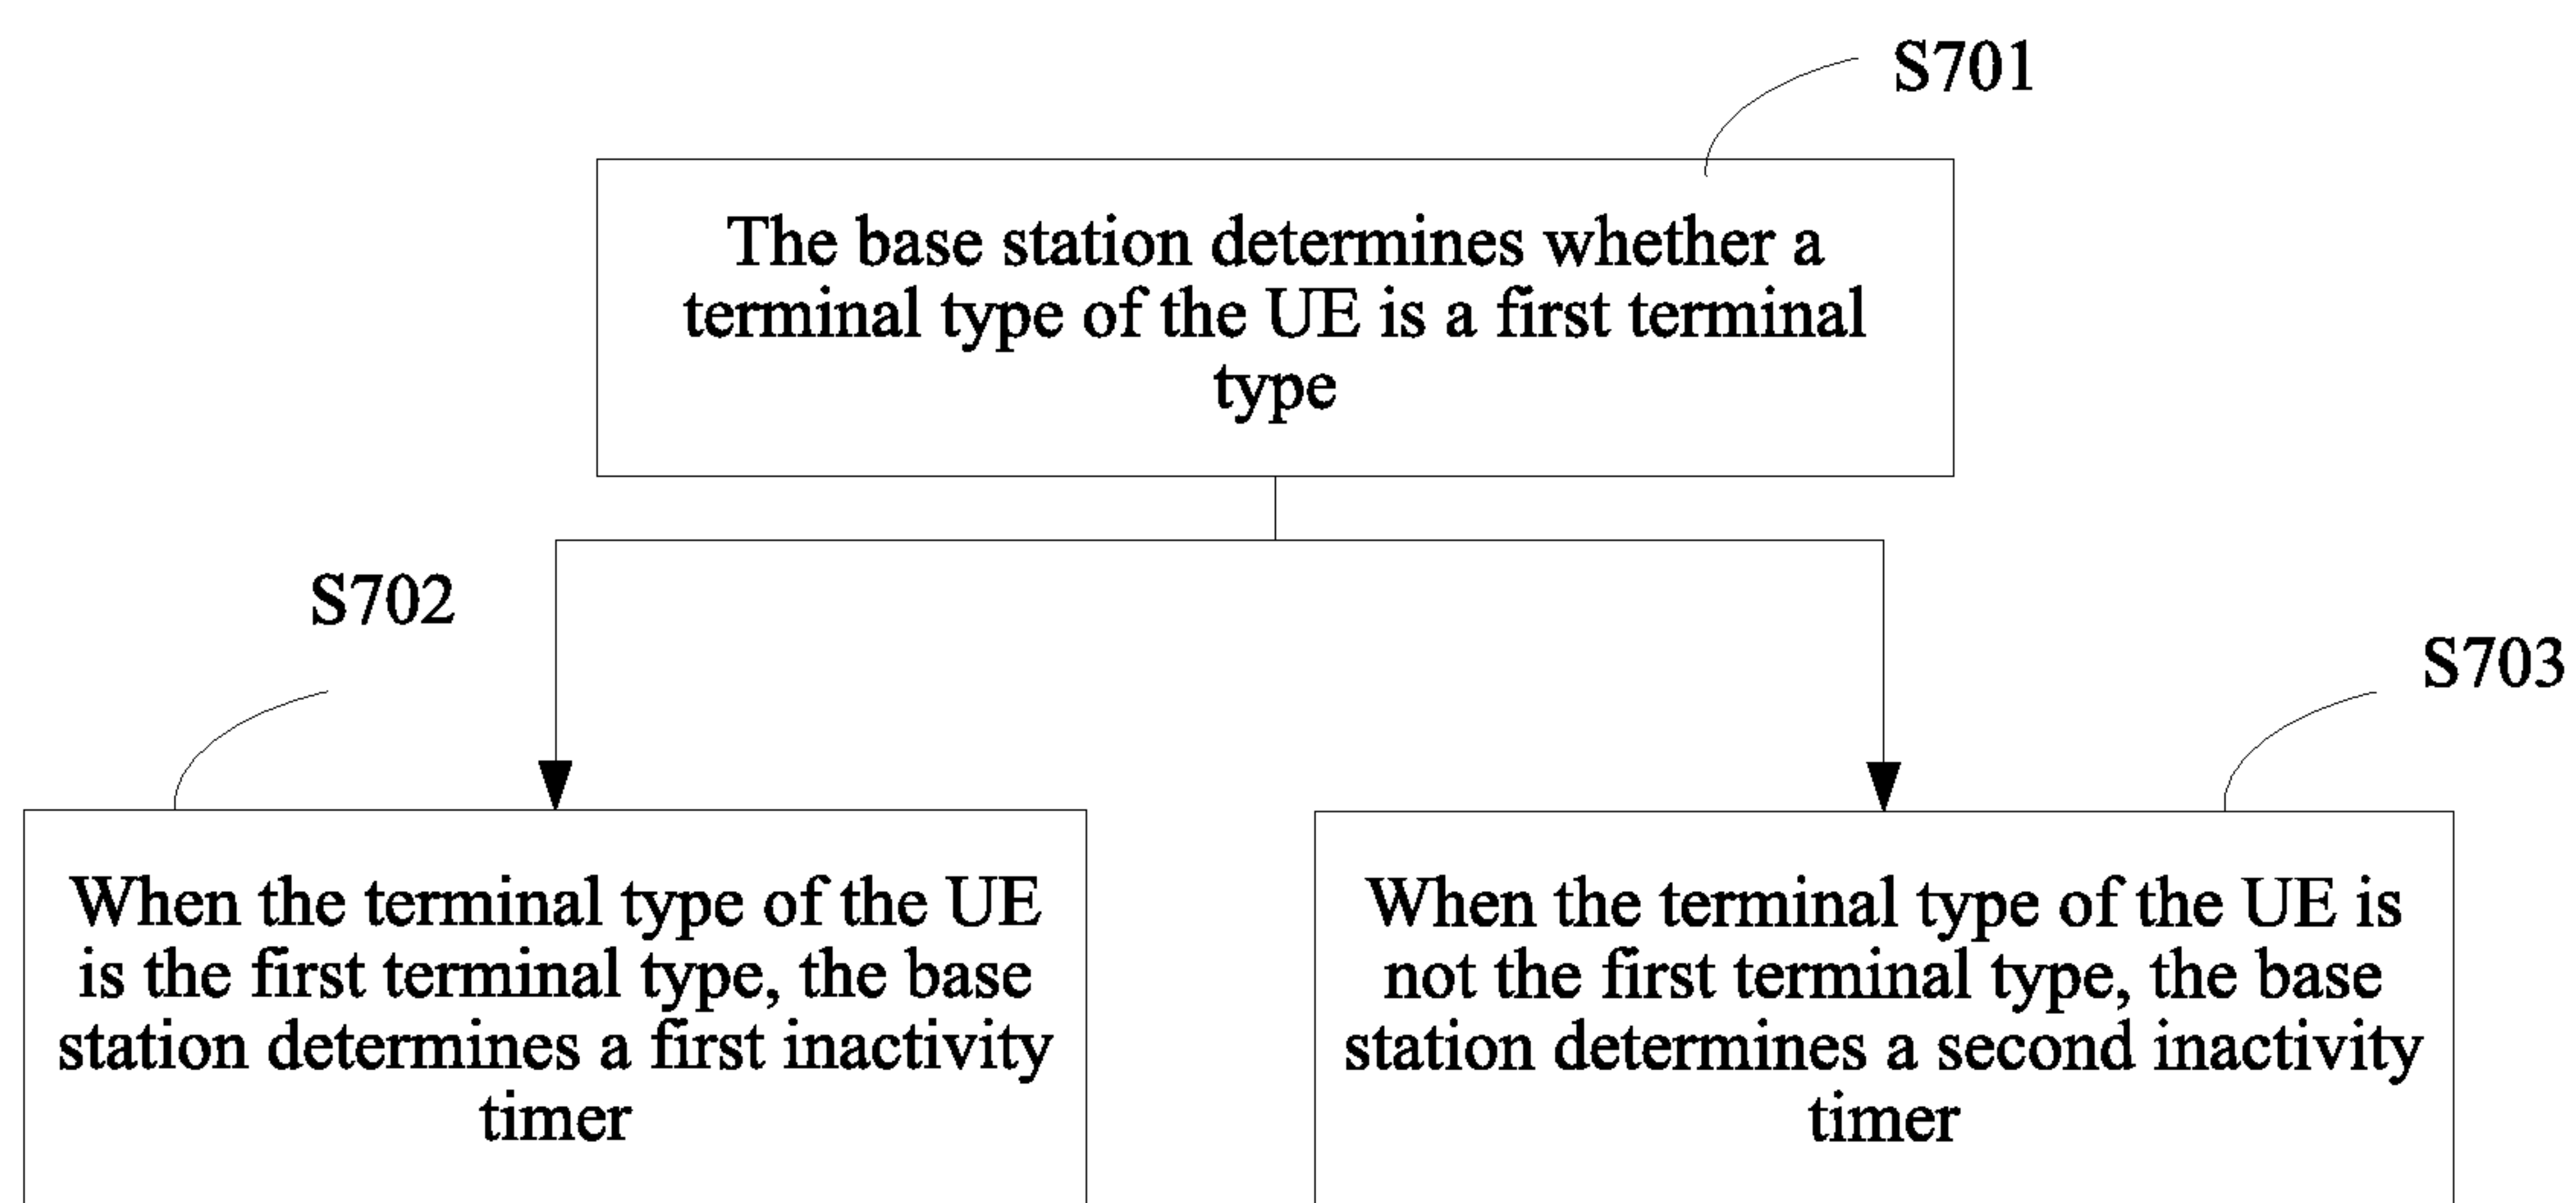 S701
The base station determines whether a
terminal type of the UE is a first terminal
type
S702
S703
When the terminal type of the UE
is the first terminal type, the base
station determines a first inactivity
timer
When the terminal type of the UE is
not the first terminal type, the base
station determines a second inactivity
timer